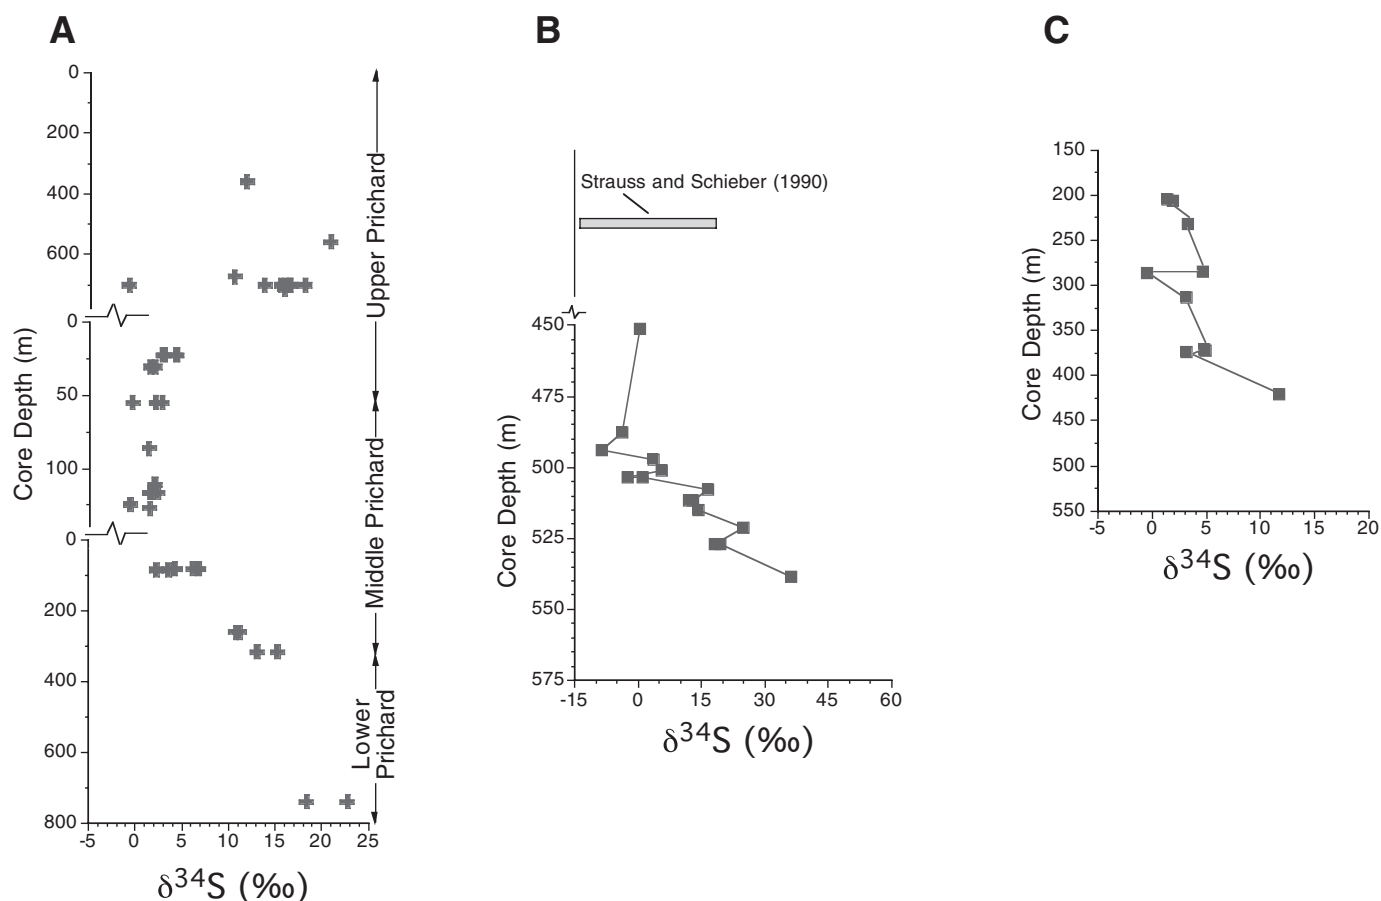 A
0
200
400
600
0
50
100
0
200
400
600
800
-5 0 5 10 15 20 25
Core Depth (m)
δ34S (‰)
Upper Prichard
Middle Prichard
Lower
Prichard
B
Strauss and Schieber (1990)
450
475
500
525
550
575
-15 0 15 30 45 60
Core Depth (m)
δ34S (‰)
C
150
200
250
300
350
400
450
500
550
-5 0 5 10 15 20
Core Depth (m)
δ34S (‰)